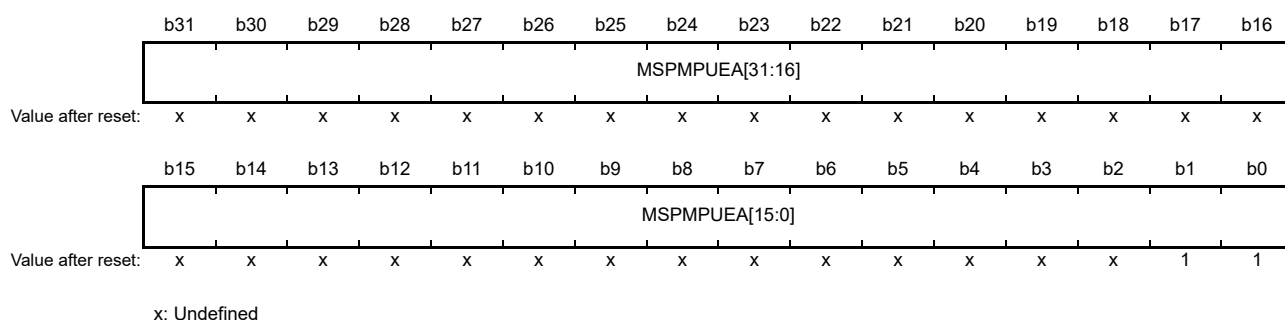 b31 b30 b29 b28 b27 b26 b25 b24 b23 b22 b21 b20 b19 b18 b17 b16
MSPMPUEA[31:16]
Value after reset: x x x x x x x x x x x x x x x x
b15 b14 b13 b12 b11 b10 b9 b8 b7 b6 b5 b4 b3 b2 b1 b0
MSPMPUEA[15:0]
Value after reset: x x x x x x x x x x x x x x 1 1
x: Undefined